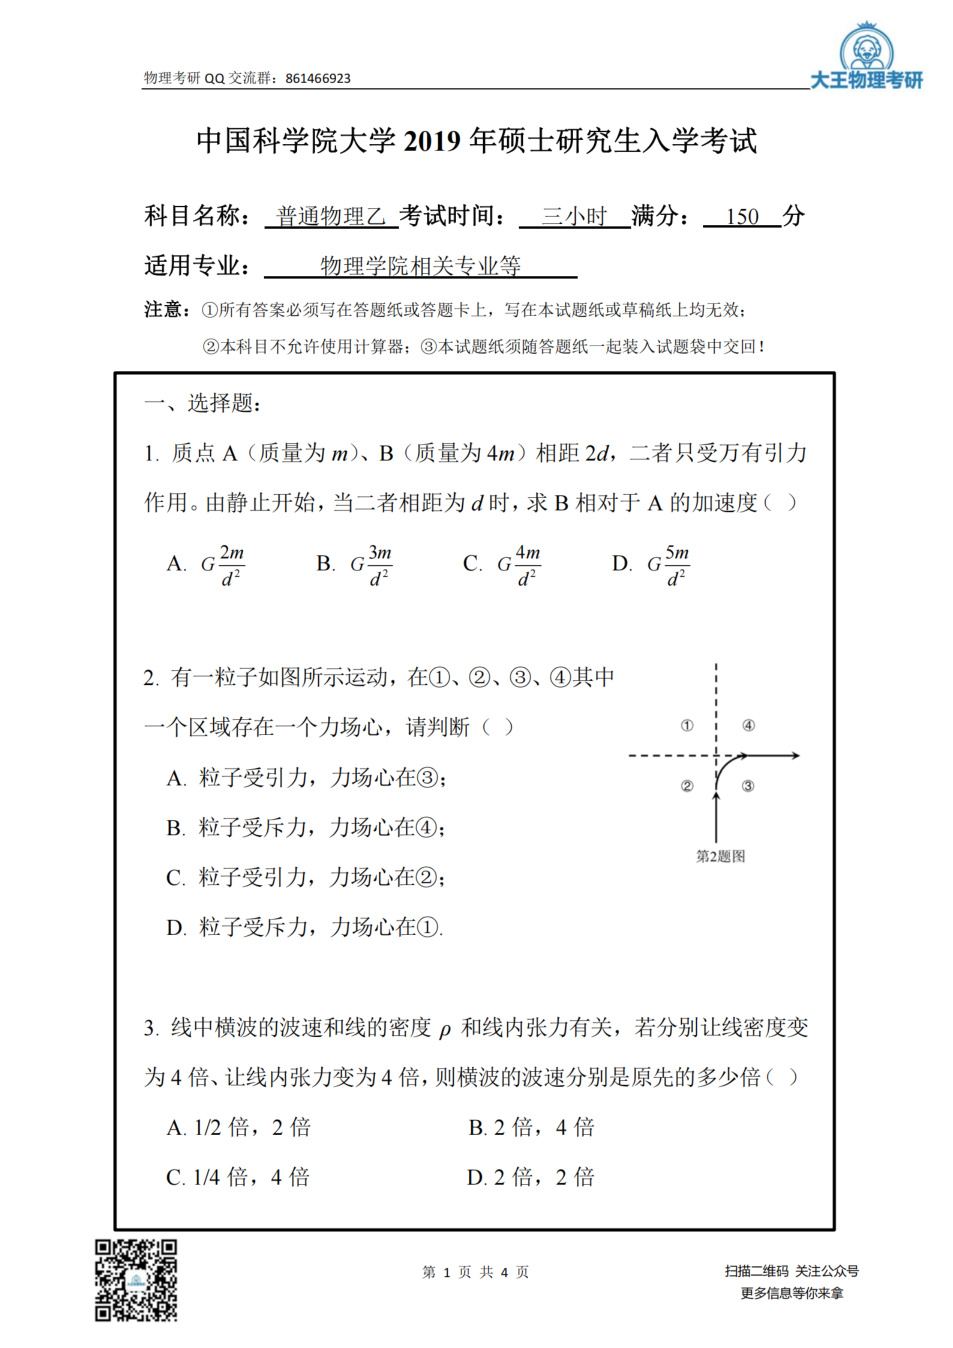 物理考研 QQ 交流群：861466923
大王物理考研
中国科学院大学 2019 年硕士研究生入学考试
科目名称： 普通物理乙 考试时间： 三小时 满分： 150 分
适用专业： 物理学院相关专业等
注意：①所有答案必须写在答题纸或答题卡上，写在本试题纸或草稿纸上均无效；
②本科目不允许使用计算器；③本试题纸须随答题纸一起装入试题袋中交回！
一、选择题：
1. 质点 A（质量为 m）、B（质量为 4m）相距 2d，二者只受万有引力
作用。由静止开始，当二者相距为 d 时，求 B 相对于 A 的加速度（ ）
A. G 2m/d² B. G 3m/d² C. G 4m/d² D. G 5m/d²
2. 有一粒子如图所示运动，在①、②、③、④其中
一个区域存在一个力场心，请判断（ ）
A. 粒子受引力，力场心在③；
B. 粒子受斥力，力场心在④；
C. 粒子受引力，力场心在②；
D. 粒子受斥力，力场心在①.
① ④
② ③
第2题图
3. 线中横波的波速和线的密度 ρ 和线内张力有关，若分别让线密度变
为 4 倍、让线内张力变为 4 倍，则横波的波速分别是原先的多少倍（ ）
A. 1/2 倍，2 倍 B. 2 倍，4 倍
C. 1/4 倍，4 倍 D. 2 倍，2 倍
第 1 页 共 4 页
扫描二维码 关注公众号
更多信息等你来拿